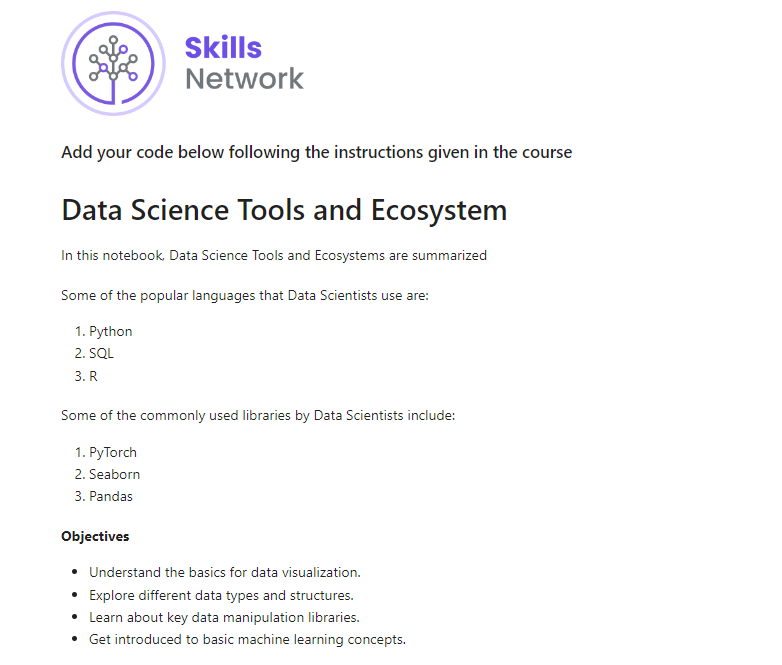 Skills
Network
Add your code below following the instructions given in the course
Data Science Tools and Ecosystem
In this notebook, Data Science Tools and Ecosystems are summarized
Some of the popular languages that Data Scientists use are:
1. Python
2. SQL
3. R
Some of the commonly used libraries by Data Scientists include:
1. PyTorch
2. Seaborn
3. Pandas
Objectives
• Understand the basics for data visualization.
• Explore different data types and structures.
• Learn about key data manipulation libraries.
• Get introduced to basic machine learning concepts.